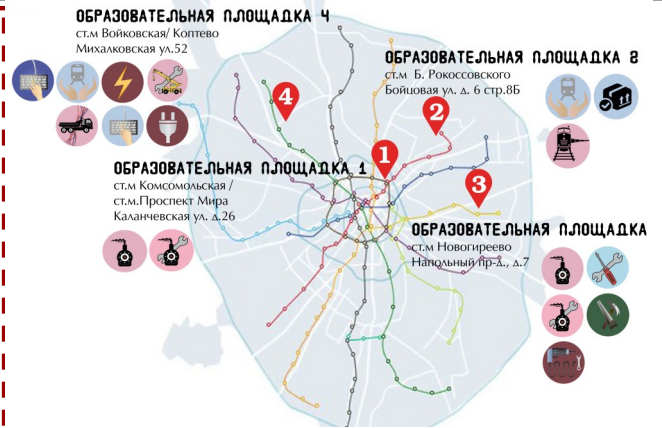 ОБРАЗОВАТЕЛЬНАЯ ПЛОЩАДКА 4
ст.м Войковская/ Коптево
Михалковская ул.52
ОБРАЗОВАТЕЛЬНАЯ ПЛОЩАДКА 2
ст.м Б. Рокоссовского
Бойцовая ул. д. 6 стр.8Б
4
2
1
3
ОБРАЗОВАТЕЛЬНАЯ ПЛОЩАДКА 1
ст.м Комсомольская /
ст.м.Проспект Мира
Каланчевская ул. д.26
ОБРАЗОВАТЕЛЬНАЯ ПЛОЩАДКА
ст.м Новогиреево
Напольный пр-д., д.7